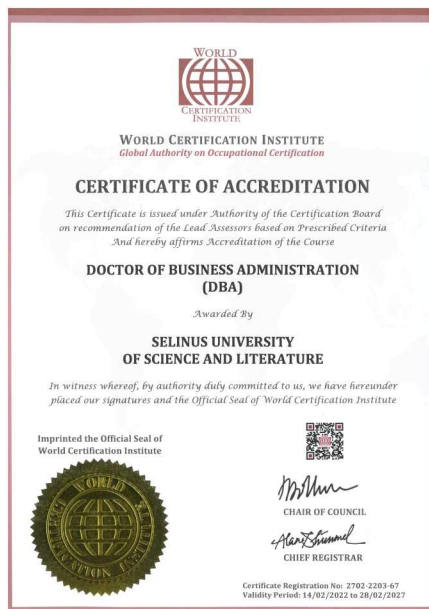 WORLD
CERTIFICATION
INSTITUTE
WORLD CERTIFICATION INSTITUTE
Global Authority on Occupational Certification
CERTIFICATE OF ACCREDITATION
This Certificate is issued under Authority of the Certification Board
on recommendation of the Lead Assessors based on Prescribed Criteria
And hereby affirms Accreditation of the Course
DOCTOR OF BUSINESS ADMINISTRATION
(DBA)
Awarded By
SELINUS UNIVERSITY
OF SCIENCE AND LITERATURE
In witness whereof, by authority duly committed to us, we have hereunder
placed our signatures and the Official Seal of World Certification Institute
Imprinted the Official Seal of
World Certification Institute
WORLD
CHAIR OF COUNCIL
CHIEF REGISTRAR
Certificate Registration No: 2702-2203-67
Validity Period: 14/02/2022 to 28/02/2027